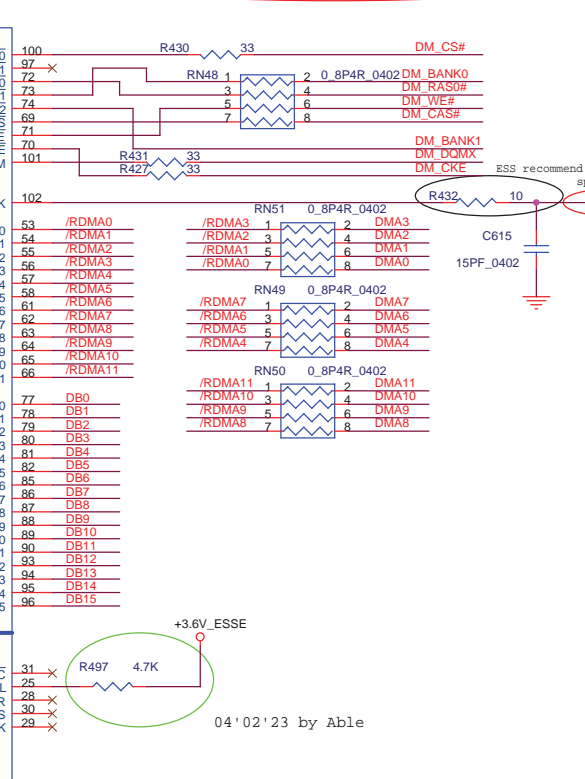 100 R430 33 DM_CS#
97
72 RN48 1 2 0_8P4R_0402 DM_BANK0
73 3 4 DM_RAS0#
74 5 6 DM_WE#
69 7 8 DM_CAS#
71
70 DM_BANK1
101 R431 33 DM_DQMX
R427 33 DM_CKE
ESS recommend
102 R432 10
RN51 0_8P4R_0402
53 /RDMA0 /RDMA3 1 2 DMA3
54 /RDMA1 /RDMA2 3 4 DMA2
55 /RDMA2 /RDMA1 5 6 DMA1
56 /RDMA3 /RDMA0 7 8 DMA0
C615
15PF_0402
57 /RDMA4
58 /RDMA5 RN49 0_8P4R_0402
61 /RDMA6 /RDMA7 1 2 DMA7
62 /RDMA7 /RDMA6 3 4 DMA6
63 /RDMA8 /RDMA5 5 6 DMA5
64 /RDMA9 /RDMA4 7 8 DMA4
65 /RDMA10
66 /RDMA11 RN50 0_8P4R_0402
/RDMA11 1 2 DMA11
77 DB0 /RDMA10 3 4 DMA10
78 DB1 /RDMA9 5 6 DMA9
79 DB2 /RDMA8 7 8 DMA8
80 DB3
81 DB4
82 DB5
85 DB6
86 DB7
87 DB8
88 DB9
89 DB10
90 DB11
93 DB12
94 DB13
95 DB14
96 DB15
+3.6V_ESSE
31 R497 4.7K
25
28
30
29
04'02'23 by Able